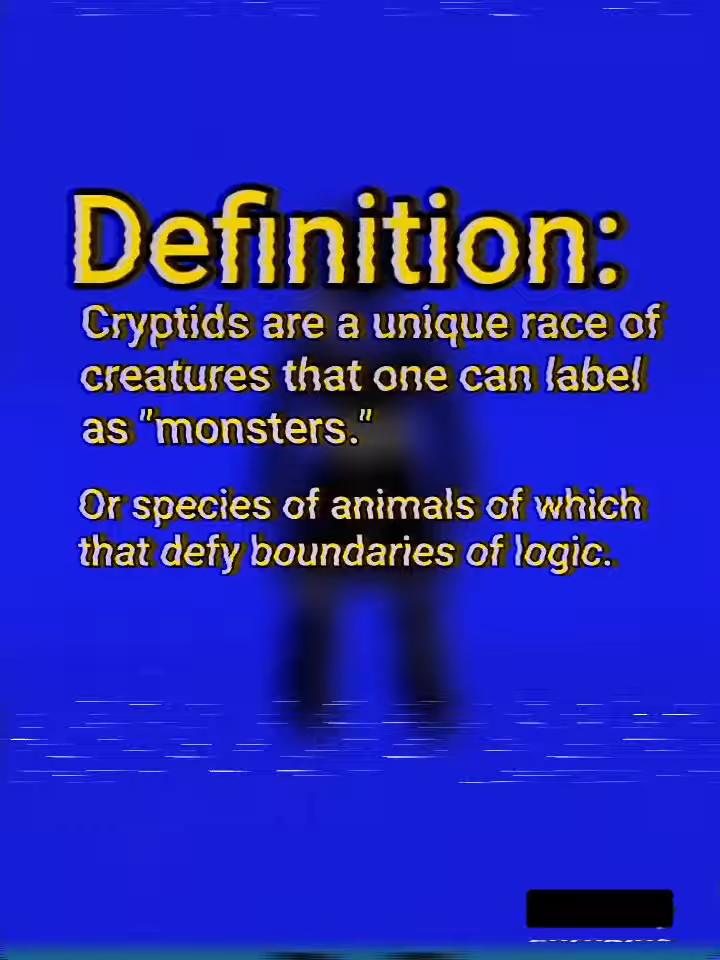 Definition:
Cryptids are a unique race of
creatures that one can label
as "monsters."
Or species of animals of which
that defy boundaries of logic.